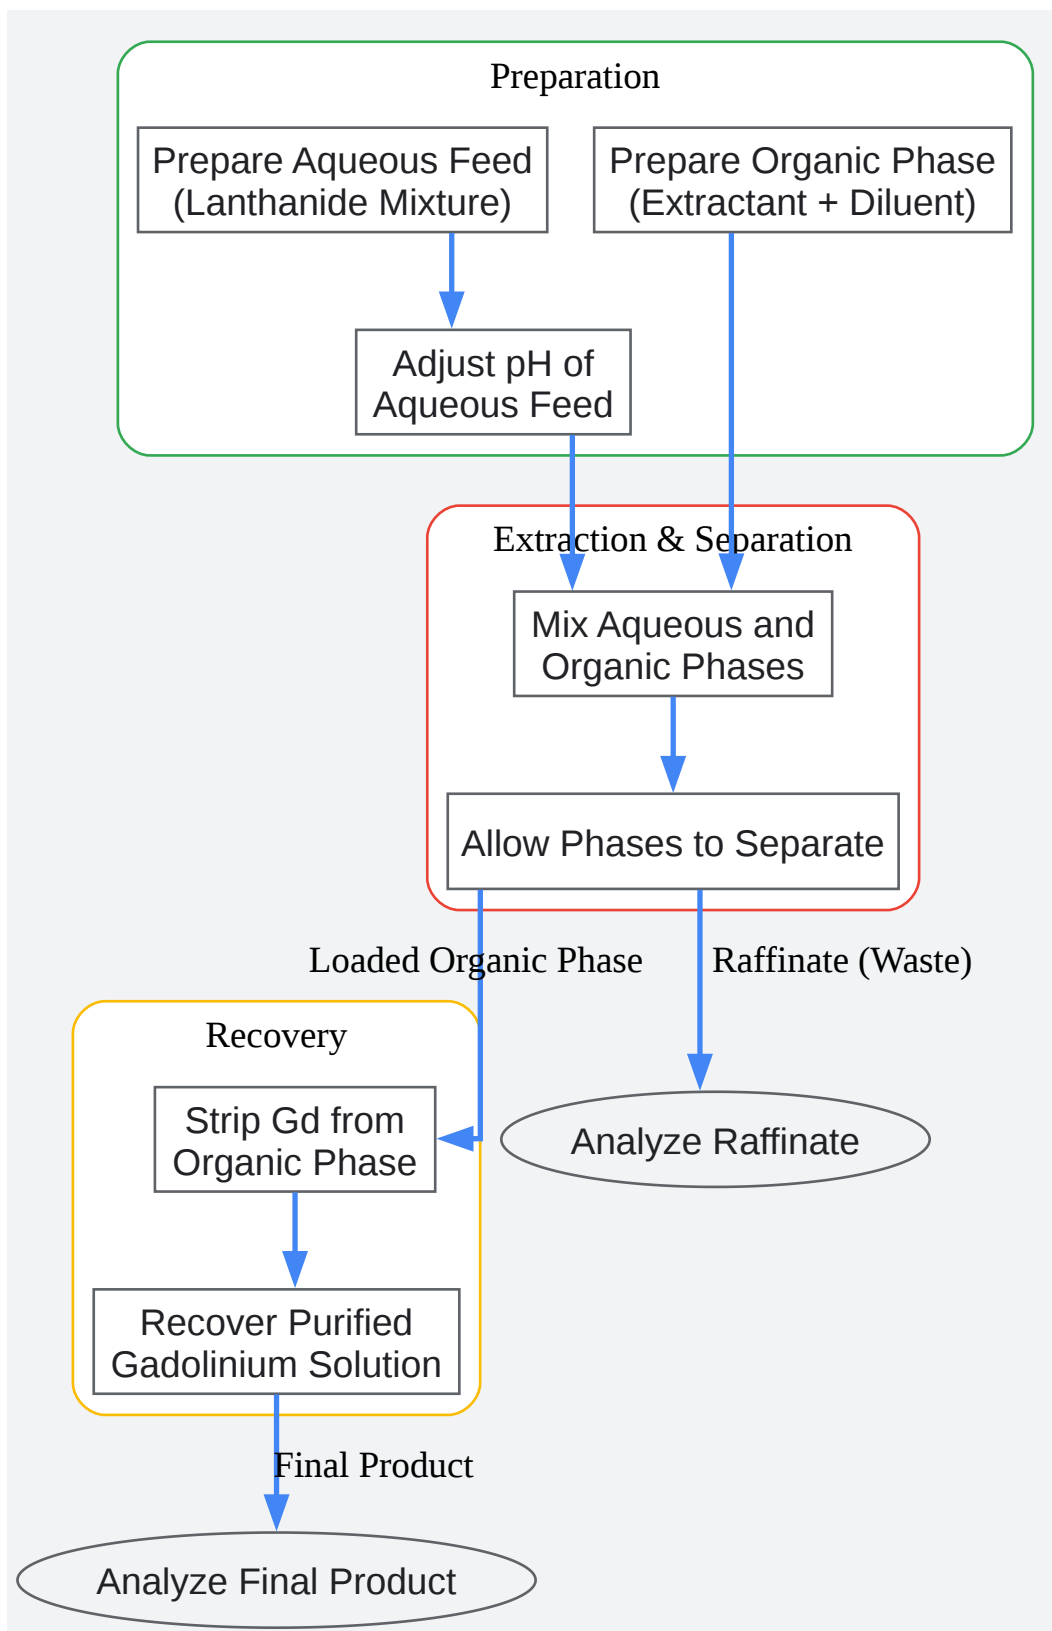 Preparation
Prepare Aqueous Feed
(Lanthanide Mixture)
Prepare Organic Phase
(Extractant + Diluent)
Adjust pH of
Aqueous Feed
Extraction & Separation
Mix Aqueous and
Organic Phases
Allow Phases to Separate
Loaded Organic Phase
Raffinate (Waste)
Recovery
Strip Gd from
Organic Phase
Analyze Raffinate
Recover Purified
Gadolinium Solution
Final Product
Analyze Final Product